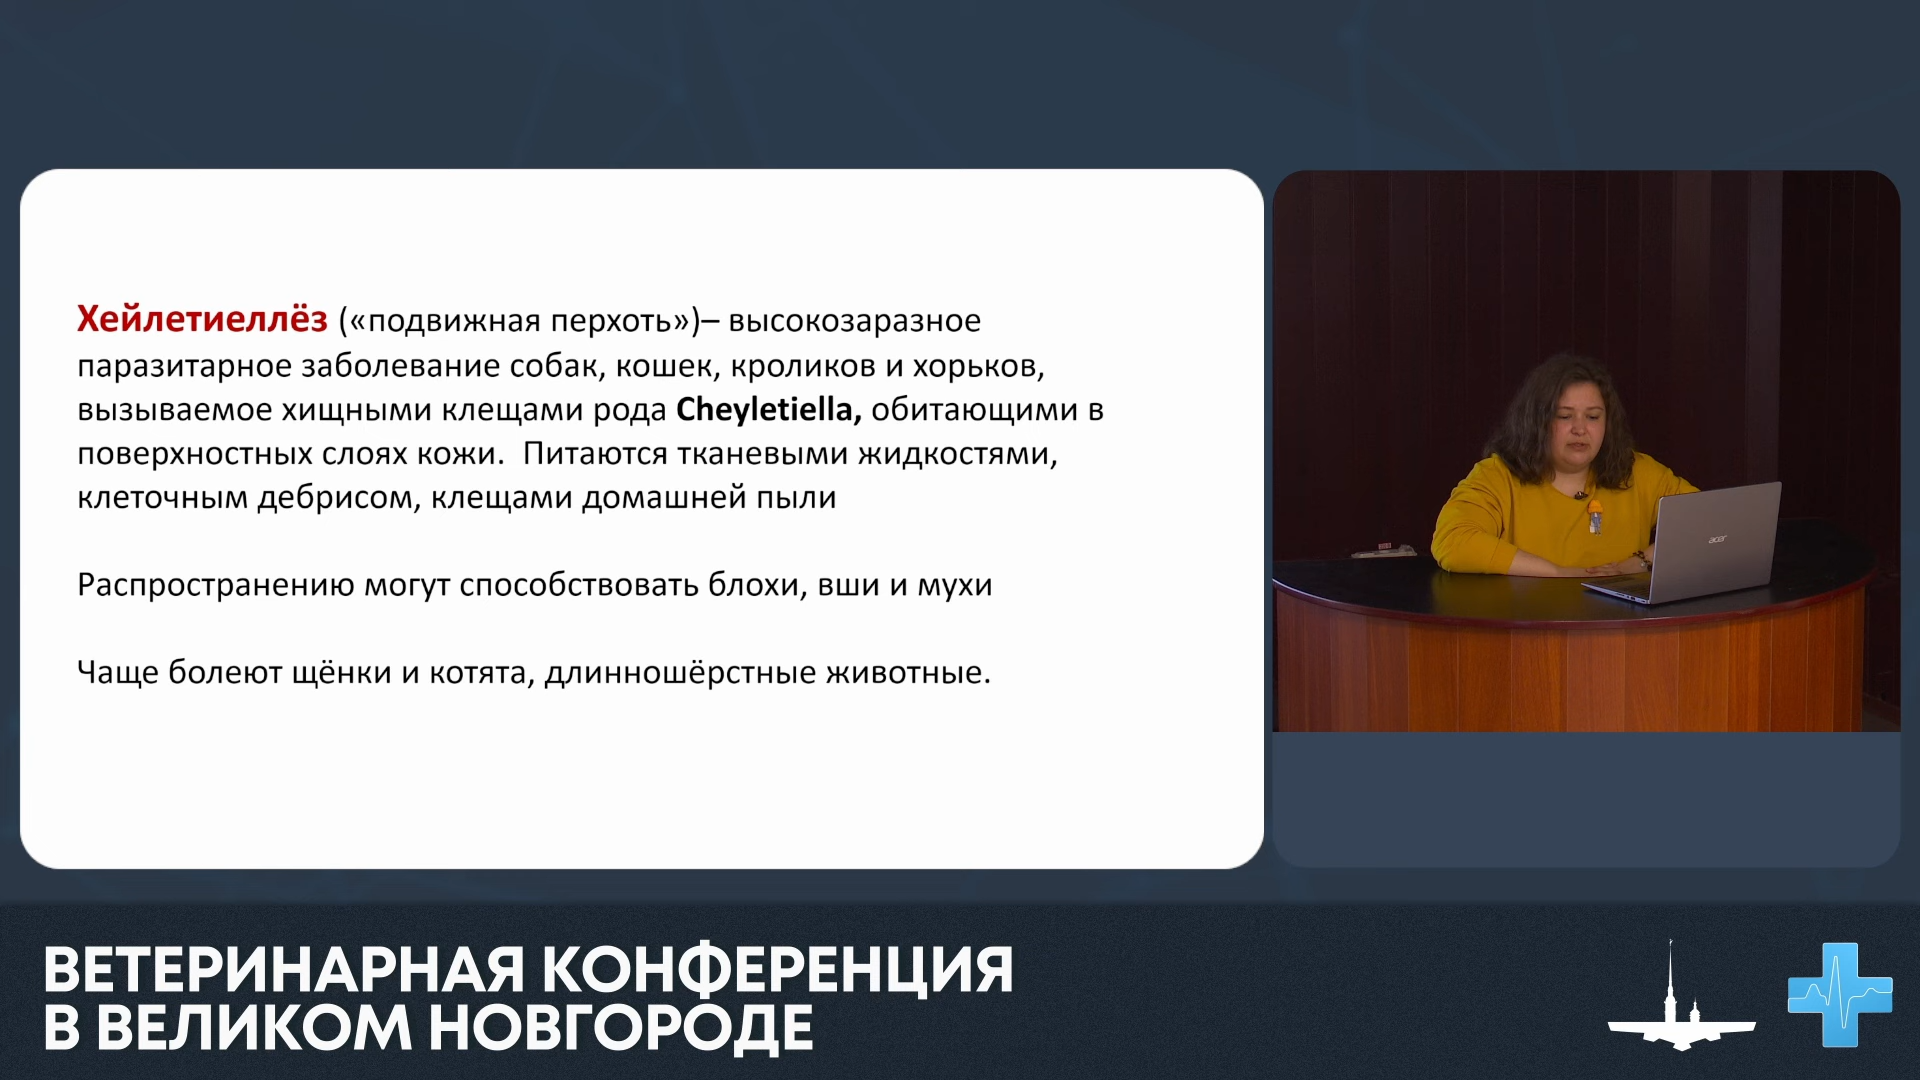 Хейлетиеллёз («подвижная перхоть»)– высокозаразное
паразитарное заболевание собак, кошек, кроликов и хорьков,
вызываемое хищными клещами рода Cheyletiella, обитающими в
поверхностных слоях кожи.  Питаются тканевыми жидкостями,
клеточным дебрисом, клещами домашней пыли
Распространению могут способствовать блохи, вши и мухи
Чаще болеют щёнки и котята, длинношёрстные животные.
acer
ВЕТЕРИНАРНАЯ КОНФЕРЕНЦИЯ
В ВЕЛИКОМ НОВГОРОДЕ